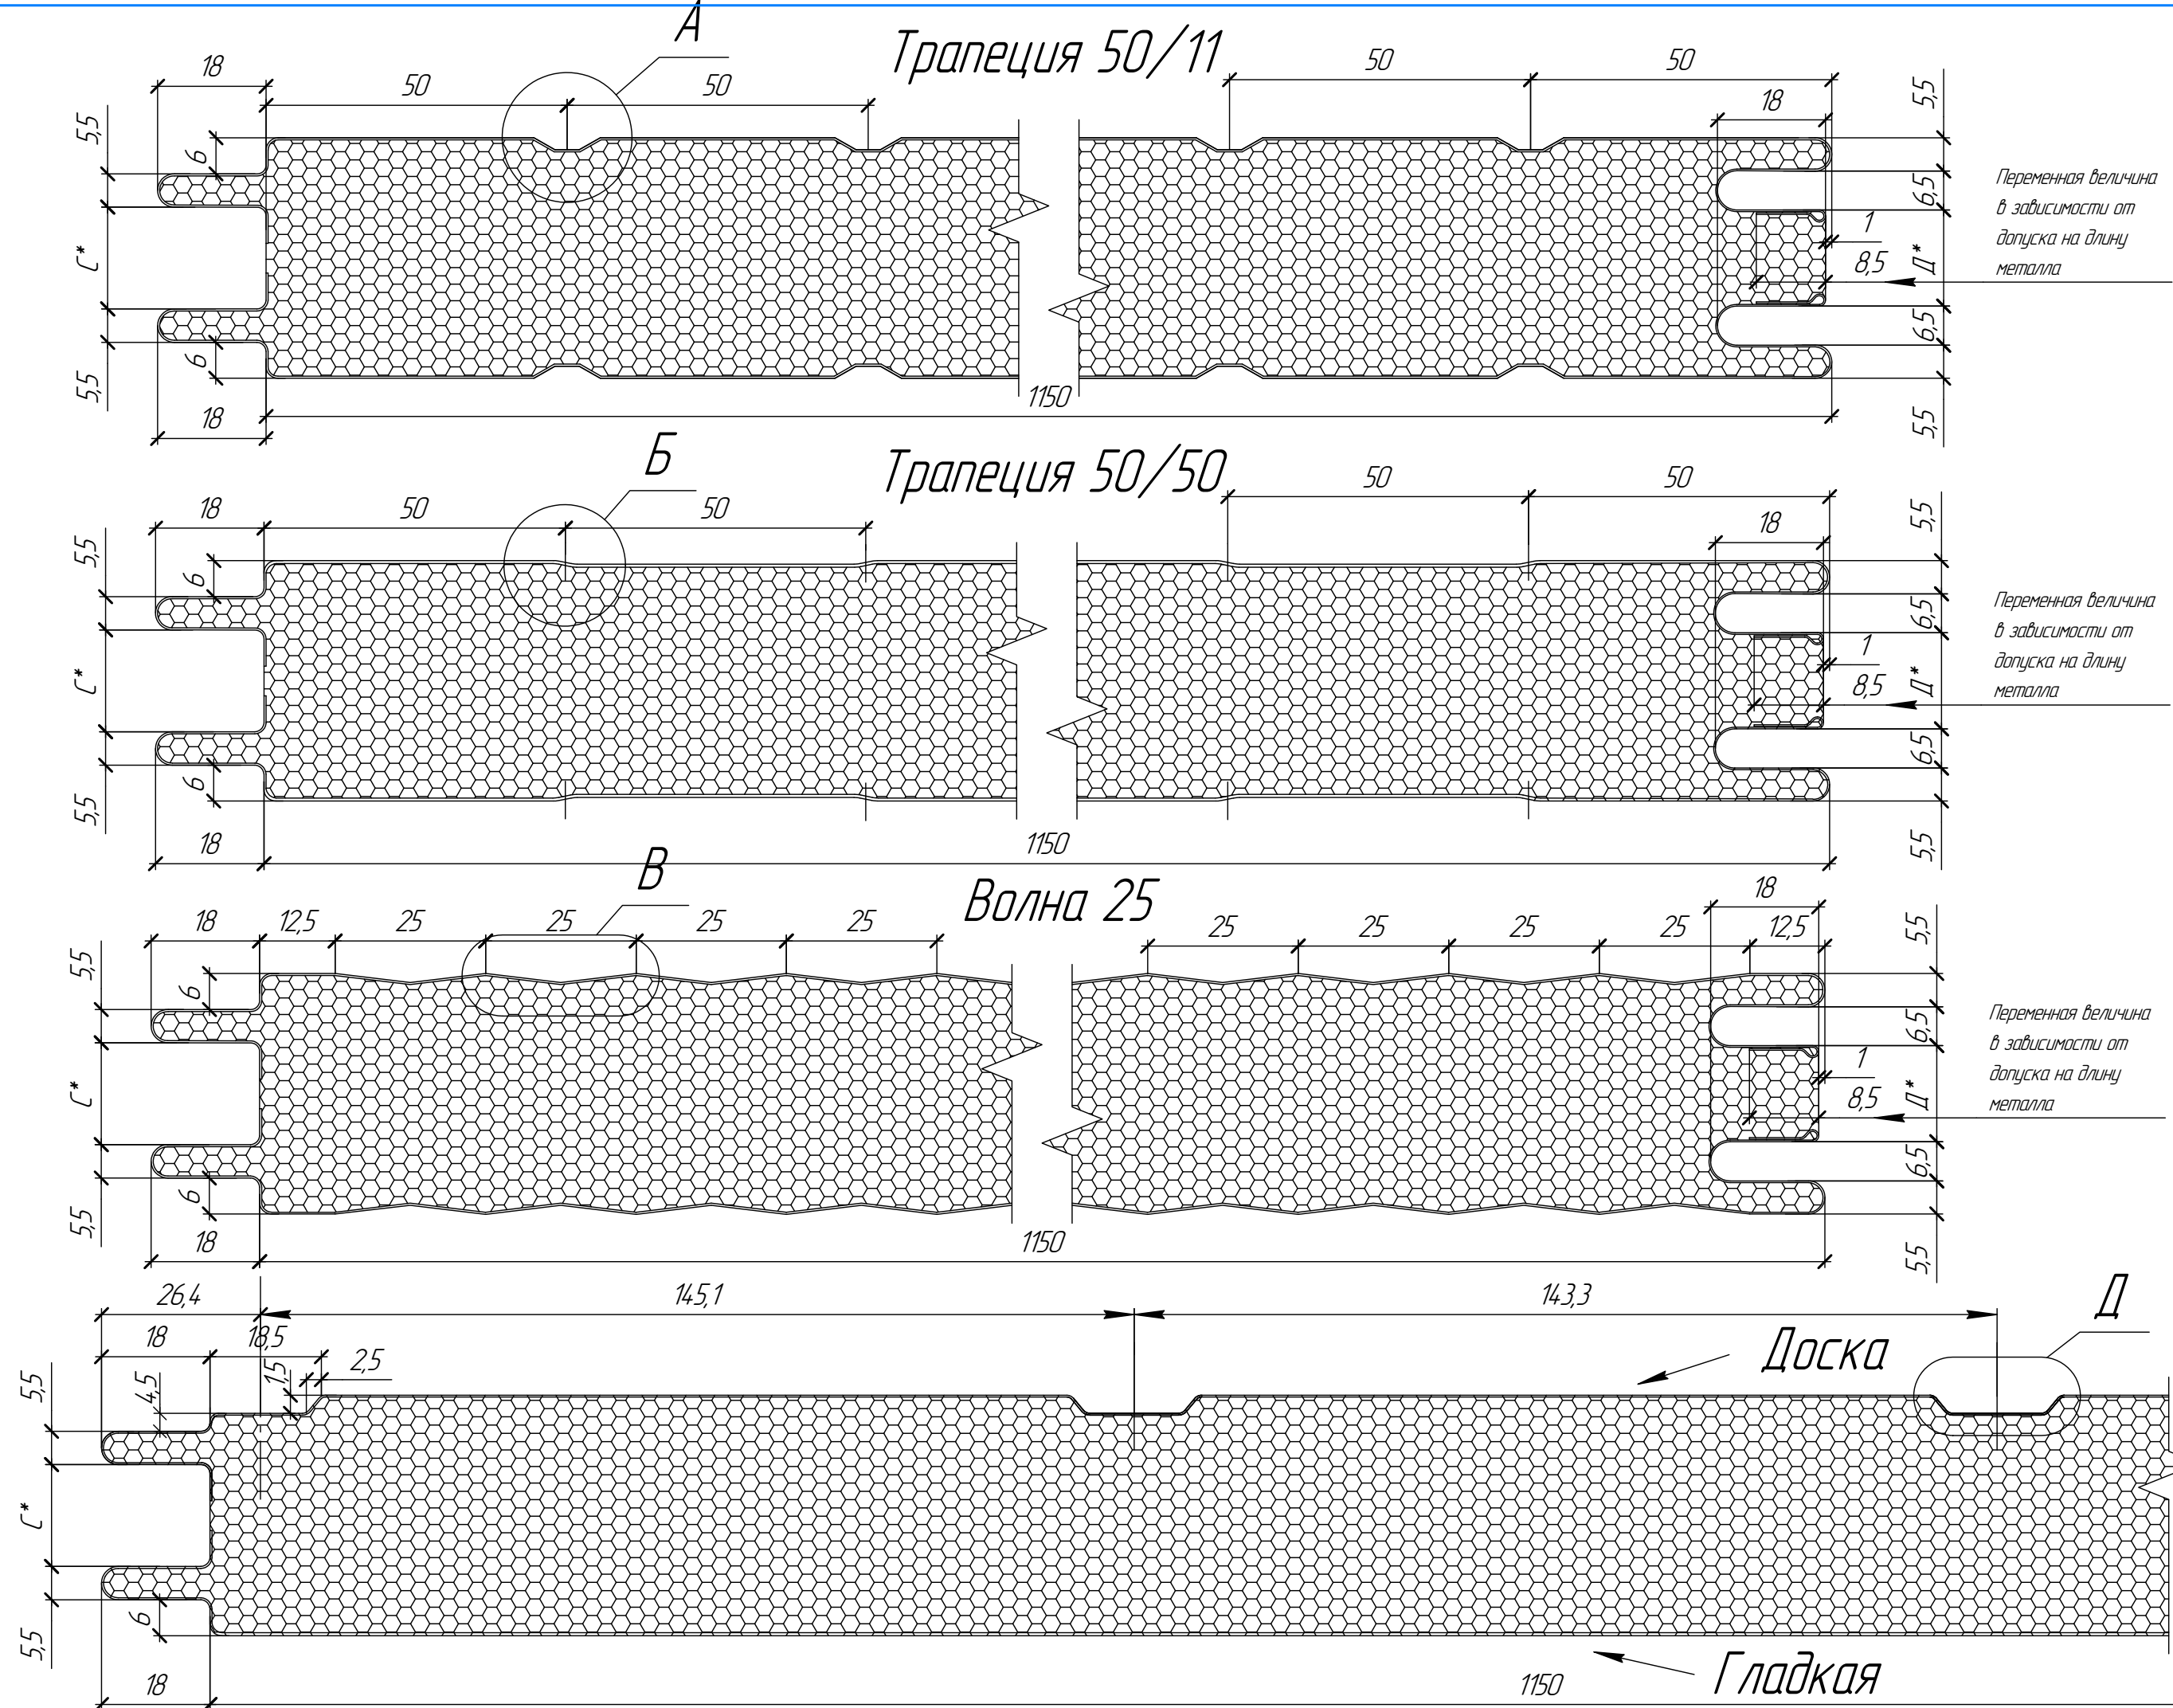 А
Трапеция 50/11
18
50
50
50
50
18
5,5
5,5
6
С*
6,5
Переменная величина
в зависимости от
допуска на длину
металла
1
8,5
Д*
6,5
6
5,5
5,5
18
1150
Б
Трапеция 50/50
18
50
50
50
50
18
5,5
5,5
6
С*
6,5
Переменная величина
в зависимости от
допуска на длину
металла
1
8,5
Д*
6,5
6
5,5
5,5
18
1150
В
Волна 25
18
12,5
25
25
25
25
25
25
25
25
12,5
18
5,5
5,5
6
С*
6,5
Переменная величина
в зависимости от
допуска на длину
металла
1
8,5
Д*
6,5
6
5,5
5,5
18
1150
26,4
145,1
143,3
Д
18
18,5
2,5
1,5
4,5
5,5
Доска
С*
6
5,5
18
1150
Гладкая